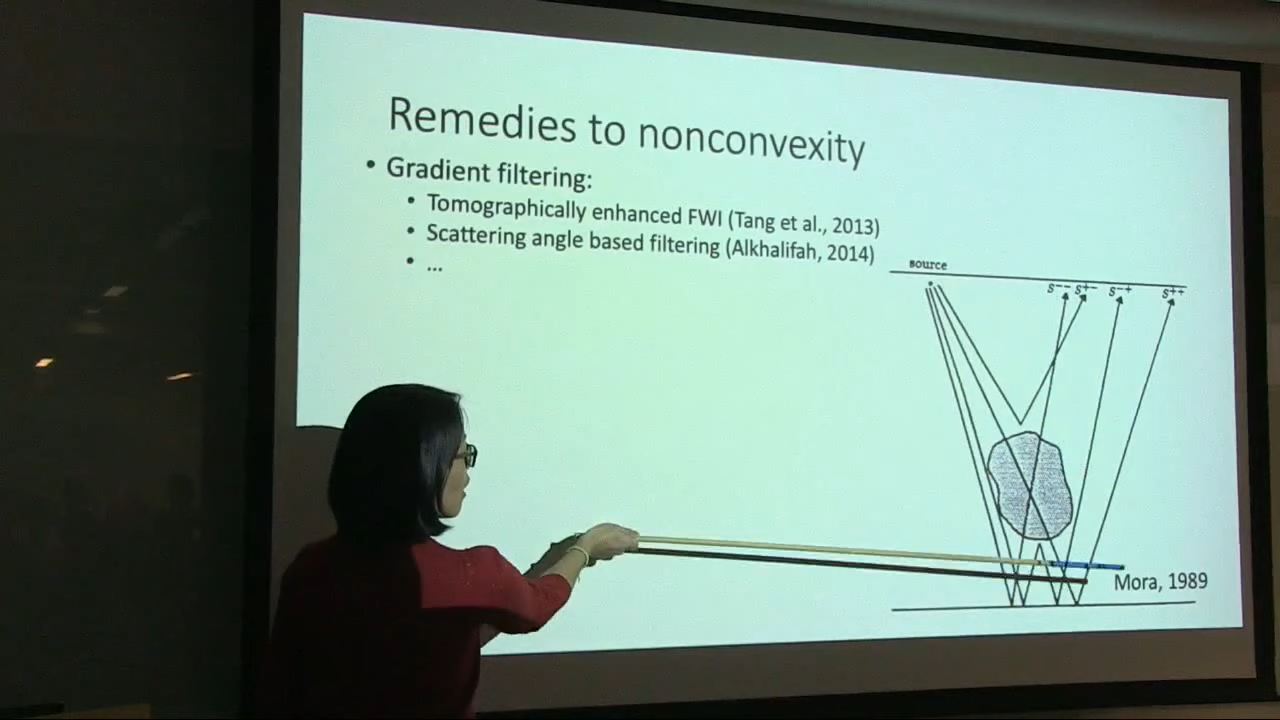 Remedies to nonconvexity
• Gradient filtering:
• Tomographically enhanced FWI (Tang et al., 2013)
• Scattering angle based filtering (Alkhalifah, 2014)
• ...
source
s-- s+- s-+ s++
Mora, 1989